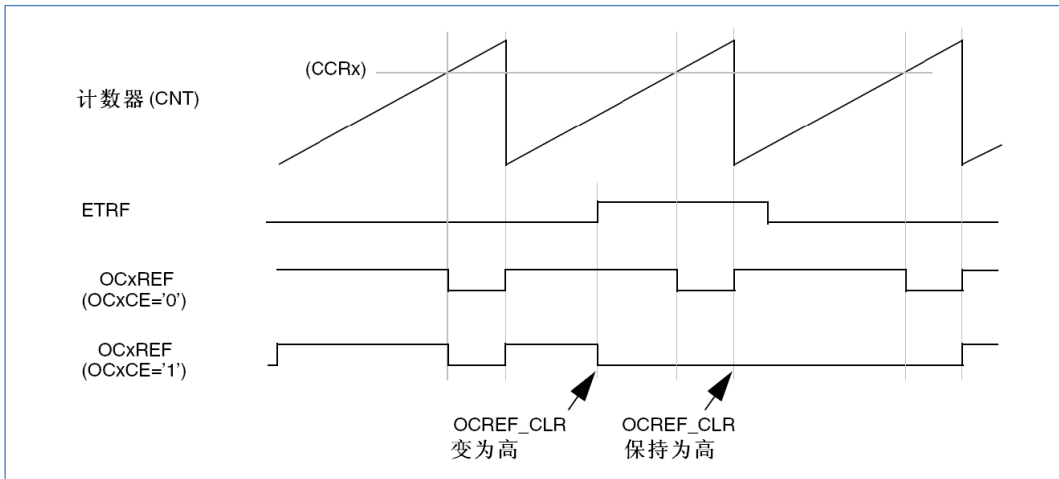 (CCRx)
计数器 (CNT)
ETRF
OCxREF
(OCxCE='0')
OCxREF
(OCxCE='1')
OCREF_CLR
变为高
OCREF_CLR
保持为高